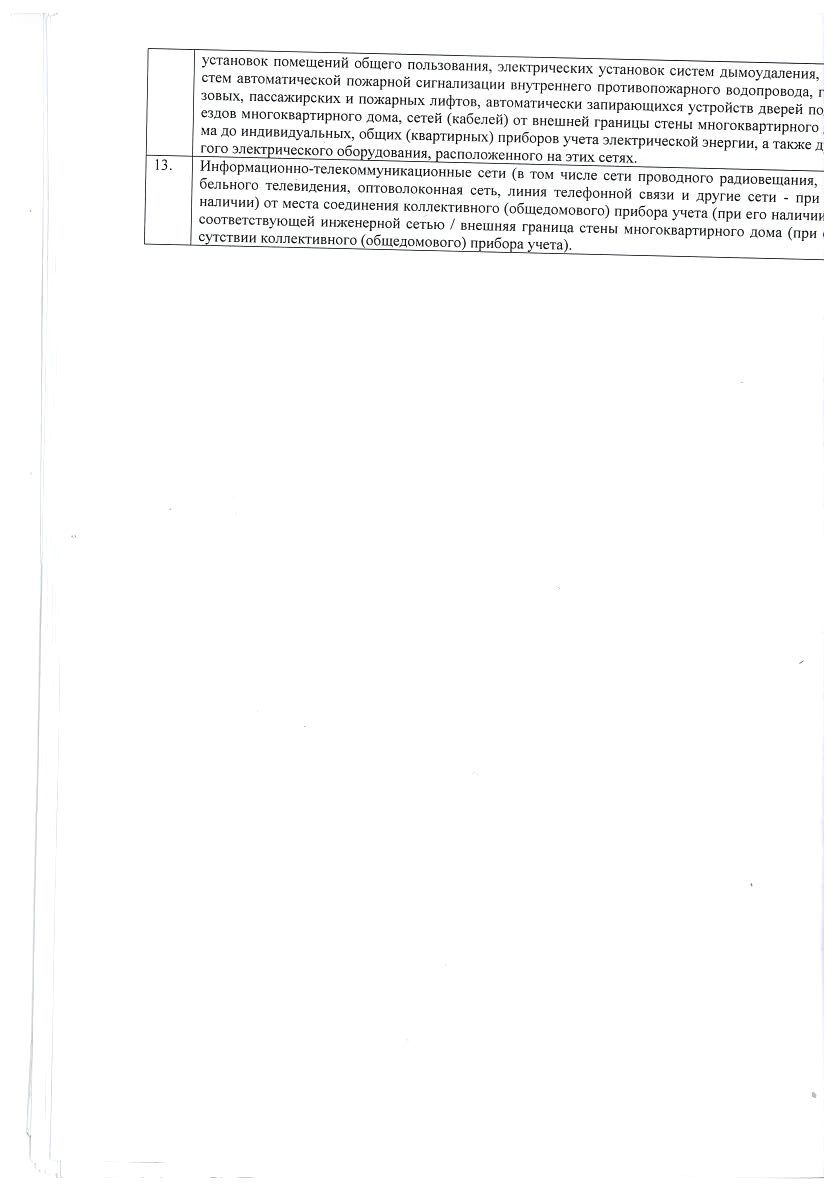 установок помещений общего пользования, электрических установок систем дымоудаления,
стем автоматической пожарной сигнализации внутреннего противопожарного водопровода, г
зовых, пассажирских и пожарных лифтов, автоматически запирающихся устройств дверей по
ездов многоквартирного дома, сетей (кабелей) от внешней границы стены многоквартирного
ма до индивидуальных, общих (квартирных) приборов учета электрической энергии, а также д
гого электрического оборудования, расположенного на этих сетях.
13. Информационно-телекоммуникационные сети (в том числе сети проводного радиовещания,
бельного телевидения, оптоволоконная сеть, линия телефонной связи и другие сети - при
наличии) от места соединения коллективного (общедомового) прибора учета (при его наличии
соответствующей инженерной сетью / внешняя граница стены многоквартирного дома (при
сутствии коллективного (общедомового) прибора учета).